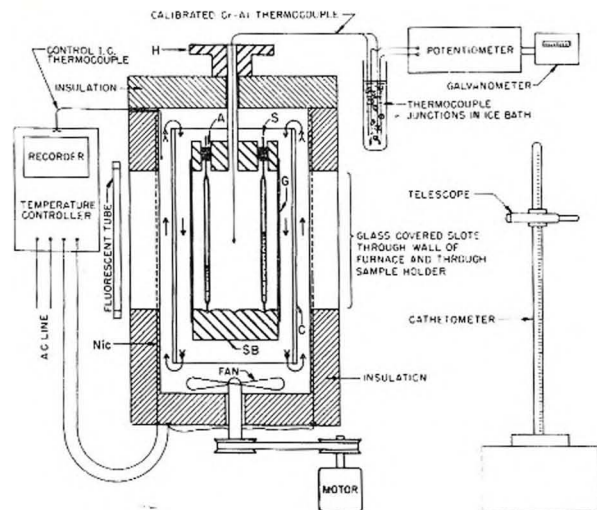 CALIBRATED Cr-Al THERMOCOUPLE
H
CONTROL I.C.
THERMOCOUPLE
POTENTIOMETER
GALVANOMETER
INSULATION
A
S
THERMOCOUPLE
JUNCTIONS IN ICE BATH
RECORDER
TEMPERATURE
CONTROLLER
FLUORESCENT TUBE
G
TELESCOPE
GLASS COVERED SLOTS
THROUGH WALL OF
FURNACE AND THROUGH
SAMPLE HOLDER
AC LINE
C
CATHETOMETER
Nic
SB
FAN
INSULATION
MOTOR